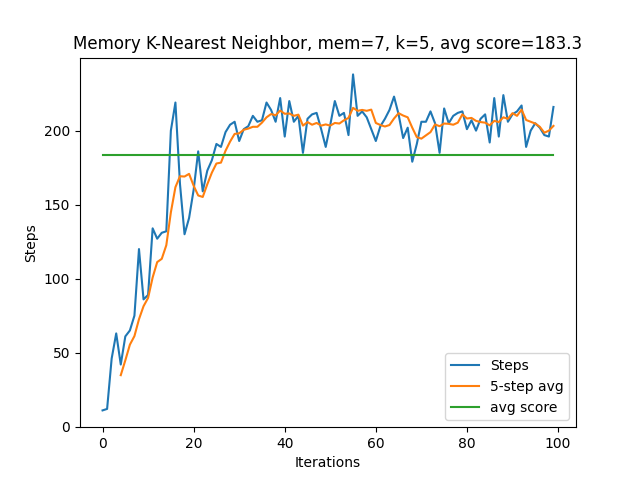 Memory K-Nearest Neighbor, mem=7, k=5, avg score=183.3
Steps
200
150
100
50
0
0 20 40 60 80 100
Iterations
Steps
5-step avg
avg score